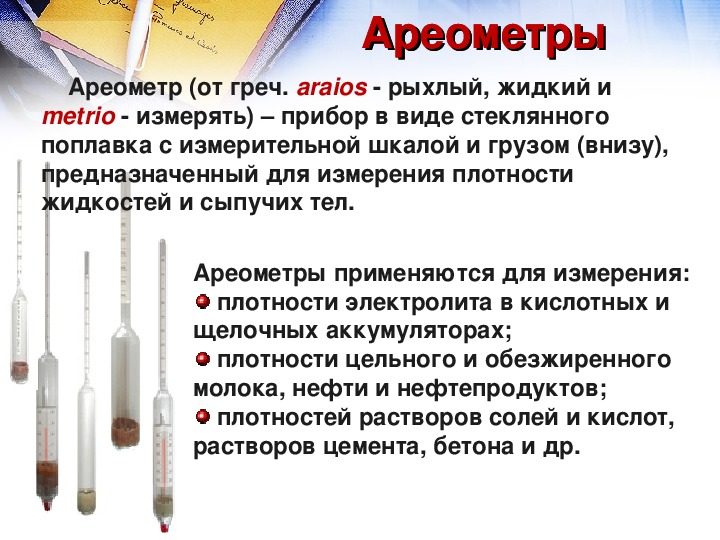 Ареометры
Ареометр (от греч. araios - рыхлый, жидкий и
metrio - измерять) – прибор в виде стеклянного
поплавка с измерительной шкалой и грузом (внизу),
предназначенный для измерения плотности
жидкостей и сыпучих тел.
Ареометры применяются для измерения:
плотности электролита в кислотных и
щелочных аккумуляторах;
плотности цельного и обезжиренного
молока, нефти и нефтепродуктов;
плотностей растворов солей и кислот,
растворов цемента, бетона и др.